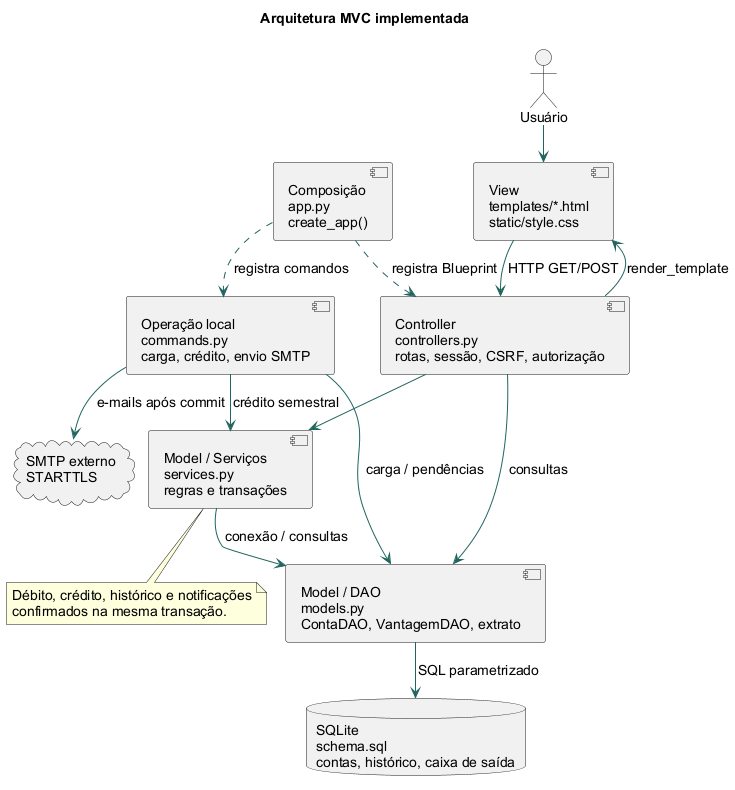 Arquitetura MVC implementada
Usuário
Composição
app.py
create_app()
View
templates/*.html
static/style.css
registra comandos
registra Blueprint
HTTP GET/POST
render_template
Operação local
commands.py
carga, crédito, envio SMTP
Controller
controllers.py
rotas, sessão, CSRF, autorização
e-mails após commit
crédito semestral
SMTP externo
STARTTLS
Model / Serviços
services.py
regras e transações
carga / pendências
consultas
conexão / consultas
Débito, crédito, histórico e notificações
confirmados na mesma transação.
Model / DAO
models.py
ContaDAO, VantagemDAO, extrato
SQL parametrizado
SQLite
schema.sql
contas, histórico, caixa de saída